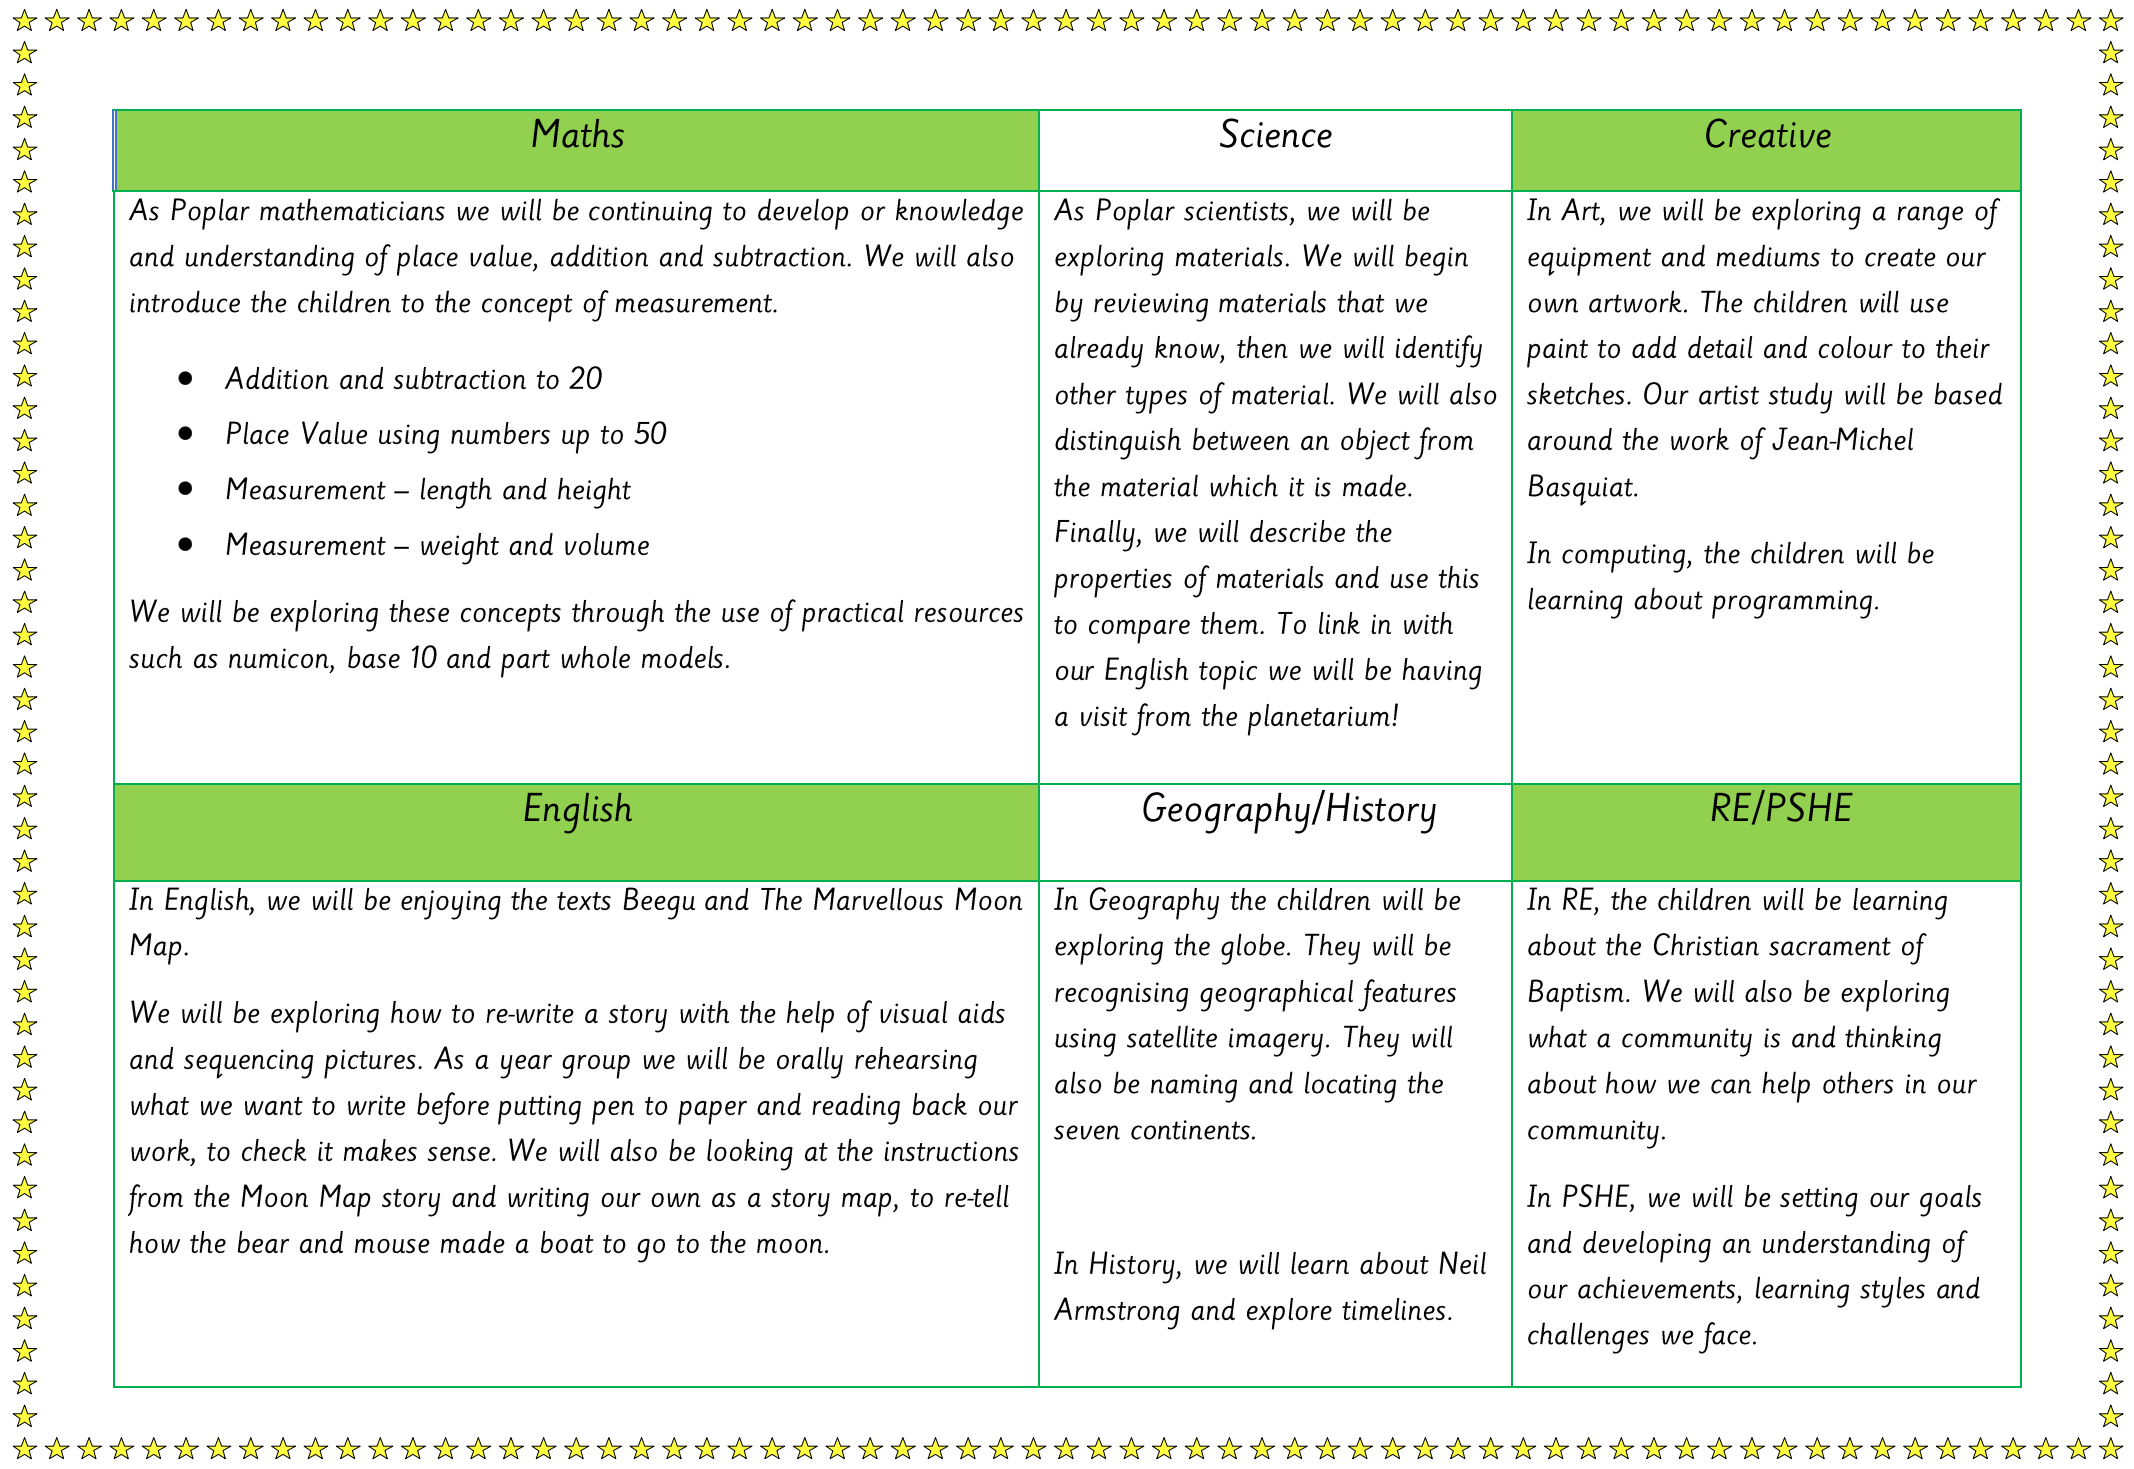 Maths
As Poplar mathematicians we will be continuing to develop or knowledge
and understanding of place value, addition and subtraction. We will also
introduce the children to the concept of measurement.
● Addition and subtraction to 20
● Place Value using numbers up to 50
● Measurement – length and height
● Measurement – weight and volume
We will be exploring these concepts through the use of practical resources
such as numicon, base 10 and part whole models.
Science
As Poplar scientists, we will be
exploring materials. We will begin
by reviewing materials that we
already know, then we will identify
other types of material. We will also
distinguish between an object from
the material which it is made.
Finally, we will describe the
properties of materials and use this
to compare them. To link in with
our English topic we will be having
a visit from the planetarium!
Creative
In Art, we will be exploring a range of
equipment and mediums to create our
own artwork. The children will use
paint to add detail and colour to their
sketches. Our artist study will be based
around the work of Jean-Michel
Basquiat.
In computing, the children will be
learning about programming.
English
In English, we will be enjoying the texts Beegu and The Marvellous Moon
Map.
We will be exploring how to re-write a story with the help of visual aids
and sequencing pictures. As a year group we will be orally rehearsing
what we want to write before putting pen to paper and reading back our
work, to check it makes sense. We will also be looking at the instructions
from the Moon Map story and writing our own as a story map, to re-tell
how the bear and mouse made a boat to go to the moon.
Geography/History
In Geography the children will be
exploring the globe. They will be
recognising geographical features
using satellite imagery. They will
also be naming and locating the
seven continents.
In History, we will learn about Neil
Armstrong and explore timelines.
RE/PSHE
In RE, the children will be learning
about the Christian sacrament of
Baptism. We will also be exploring
what a community is and thinking
about how we can help others in our
community.
In PSHE, we will be setting our goals
and developing an understanding of
our achievements, learning styles and
challenges we face.